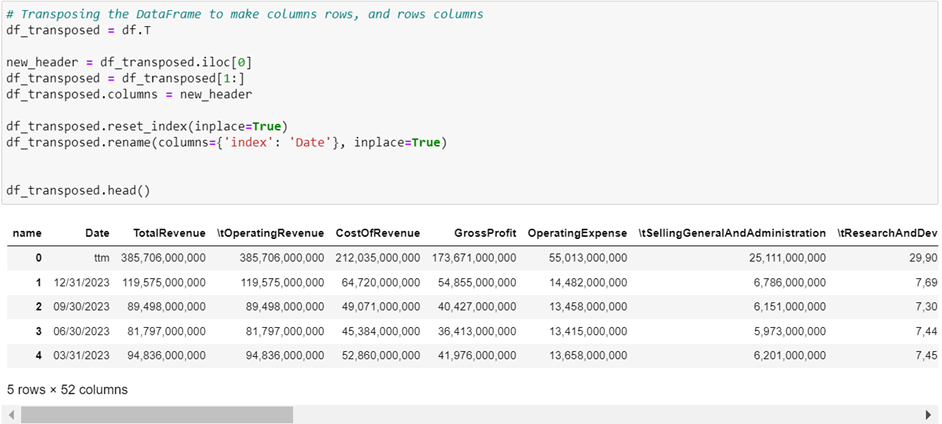 # Transposing the DataFrame to make columns rows, and rows columns
df_transposed = df.T
new_header = df_transposed.iloc[0]
df_transposed = df_transposed[1:]
df_transposed.columns = new_header
df_transposed.reset_index(inplace=True)
df_transposed.rename(columns={'index': 'Date'}, inplace=True)
df_transposed.head()
name Date TotalRevenue \tOperatingRevenue CostOfRevenue GrossProfit OperatingExpense \tSellingGeneralAndAdministration \tResearchAndDev
0 ttm 385,706,000,000 385,706,000,000 212,035,000,000 173,671,000,000 55,013,000,000 25,111,000,000 29,90
1 12/31/2023 119,575,000,000 119,575,000,000 64,720,000,000 54,855,000,000 14,482,000,000 6,786,000,000 7,69
2 09/30/2023 89,498,000,000 89,498,000,000 49,071,000,000 40,427,000,000 13,458,000,000 6,151,000,000 7,30
3 06/30/2023 81,797,000,000 81,797,000,000 45,384,000,000 36,413,000,000 13,415,000,000 5,973,000,000 7,44
4 03/31/2023 94,836,000,000 94,836,000,000 52,860,000,000 41,976,000,000 13,658,000,000 6,201,000,000 7,45
5 rows × 52 columns